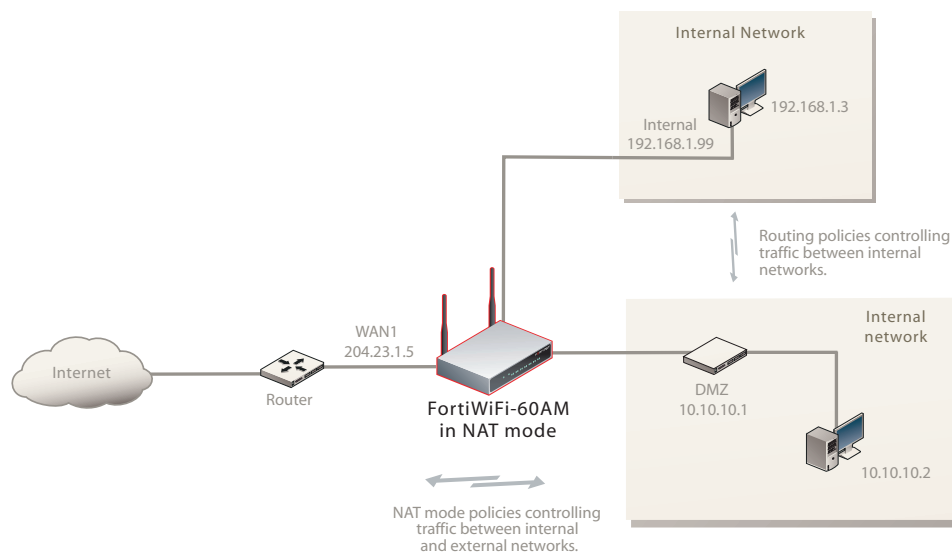 Internal Network
192.168.1.3
Internal
192.168.1.99
Routing policies controlling
traffic between internal
networks.
Internal
network
WAN1
204.23.1.5
Internet
Router
FortiWiFi-60AM
in NAT mode
DMZ
10.10.10.1
10.10.10.2
NAT mode policies controlling
traffic between internal
and external networks.